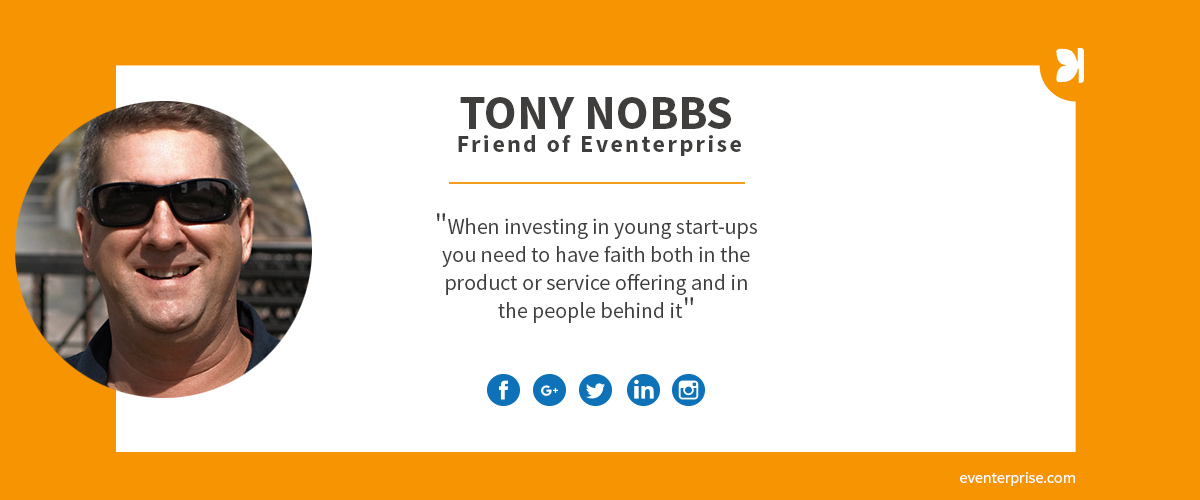 TONY NOBBS
Friend of Eventerprise
"When investing in young start-ups
you need to have faith both in the
product or service offering and in
the people behind it"
f
G+
in
eventerprise.com